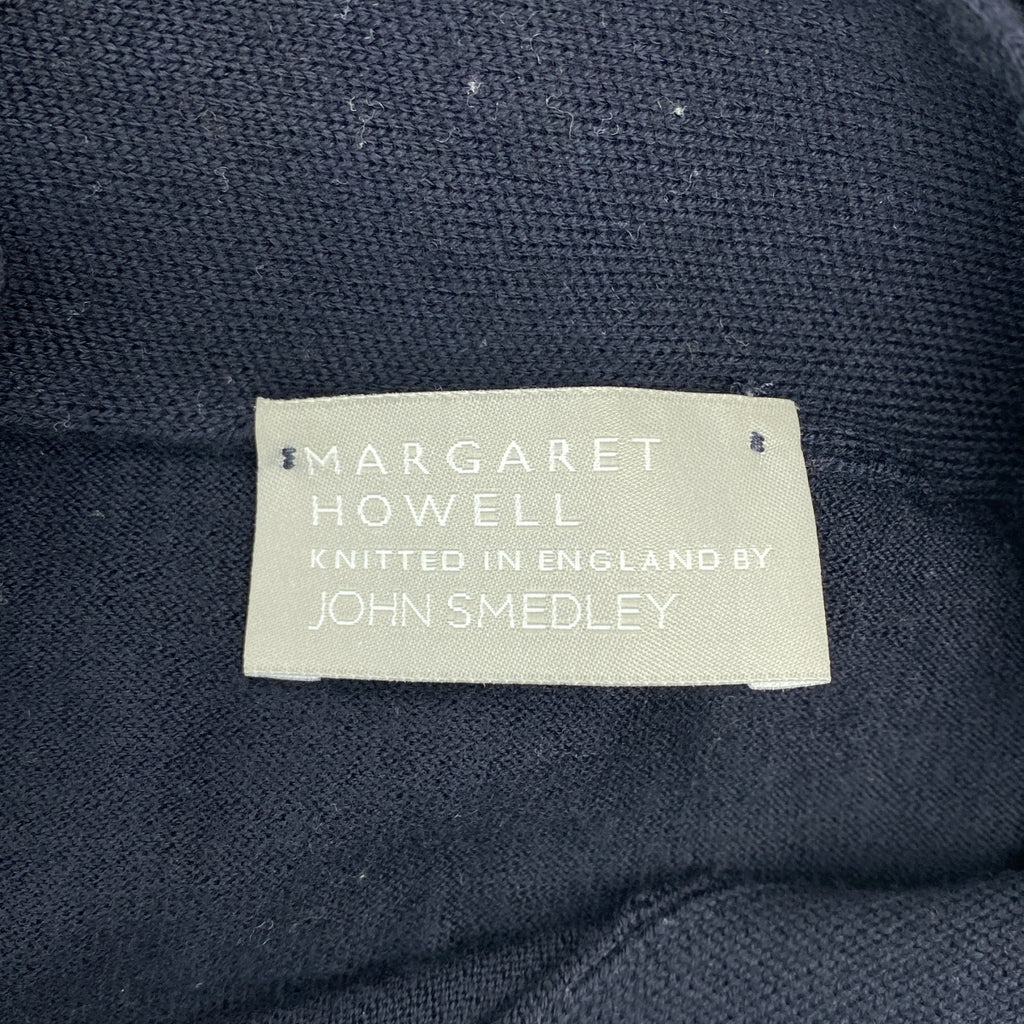 MARGARET
HOWELL
KNITTED IN ENGLAND BY
JOHN SMEDLEY